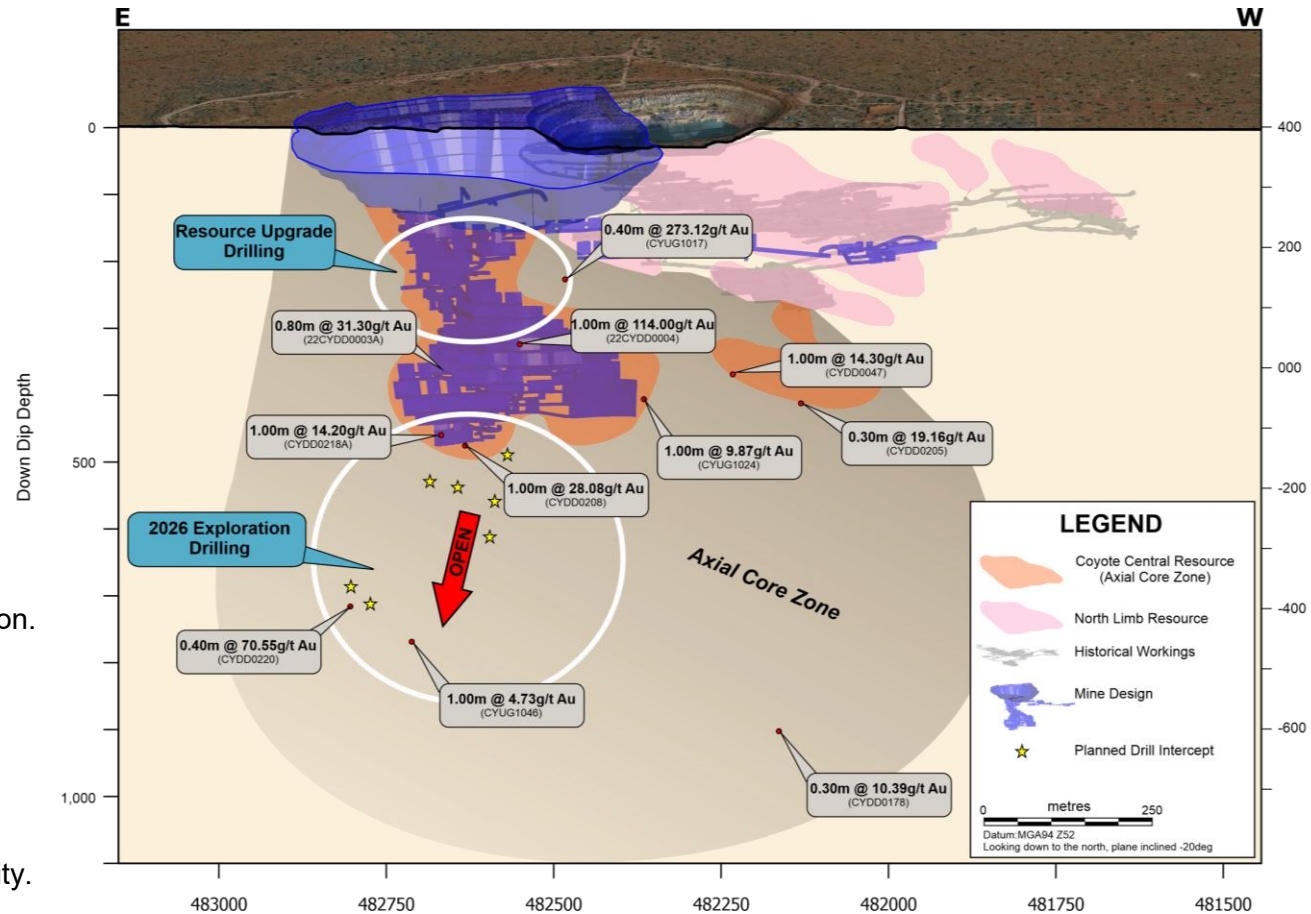 E
W
0
400
Resource Upgrade
Drilling
0.40m @ 273.12g/t Au
(CYUG1017)
200
0.80m @ 31.30g/t Au
(22CYDD0003A)
1.00m @ 114.00g/t Au
(22CYDD0004)
1.00m @ 14.30g/t Au
(CYDD0047)
000
Down Dip Depth
1.00m @ 14.20g/t Au
(CYDD0218A)
1.00m @ 9.87g/t Au
(CYUG1024)
0.30m @ 19.16g/t Au
(CYDD0205)
500
1.00m @ 28.08g/t Au
(CYDD0208)
-200
2026 Exploration
Drilling
OPEN
Axial Core Zone
on.
0.40m @ 70.55g/t Au
(CYDD0220)
-400
1.00m @ 4.73g/t Au
(CYUG1046)
-600
0.30m @ 10.39g/t Au
(CYDD0178)
1,000
ity.
LEGEND
Coyote Central Resource
(Axial Core Zone)
North Limb Resource
Historical Workings
Mine Design
Planned Drill Intercept
0 metres 250
Datum:MGA94 Z52
Looking down to the north, plane inclined -20deg
483000 482750 482500 482250 482000 481750 481500